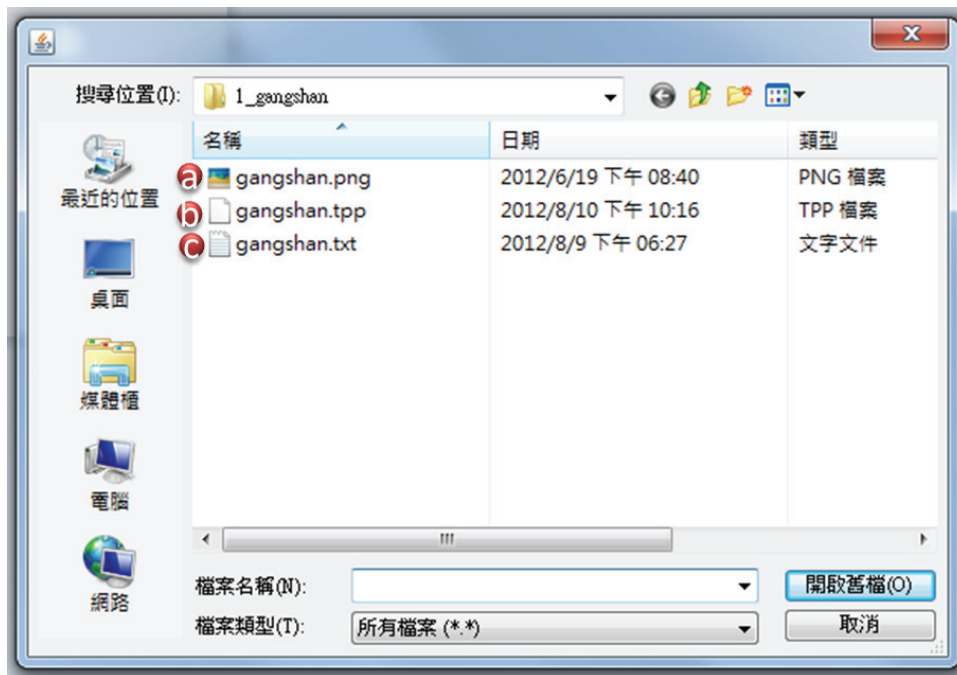 搜尋位置(I): 1_gangshan
名稱 日期 類型
a gangshan.png 2012/6/19 下午 08:40 PNG 檔案
b gangshan.tpp 2012/8/10 下午 10:16 TPP 檔案
c gangshan.txt 2012/8/9 下午 06:27 文字文件
最近的位置
桌面
媒體櫃
電腦
網路
檔案名稱(N): 開啟舊檔(O)
檔案類型(T): 所有檔案 (*.*) 取消